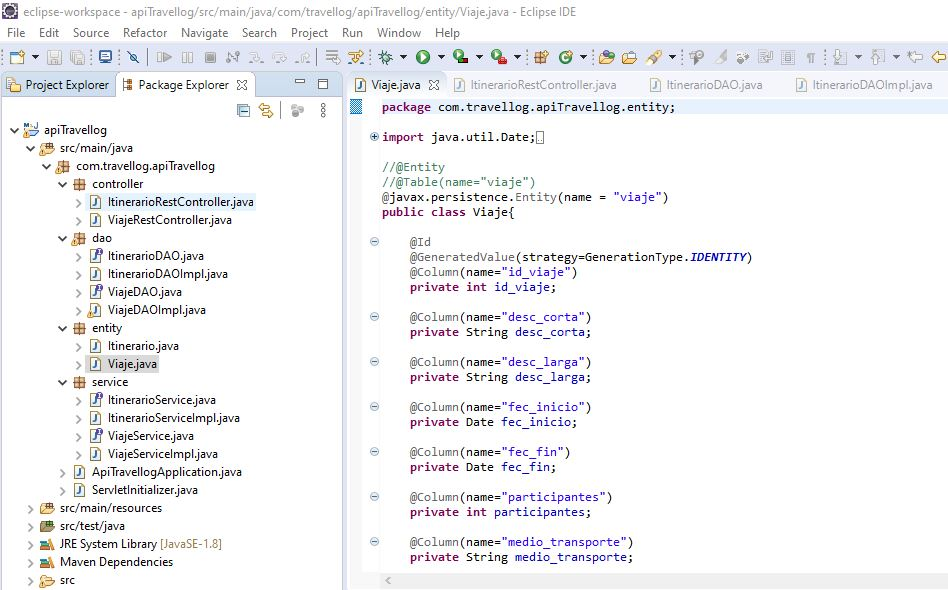 eclipse-workspace - apiTravellog/src/main/java/com/travellog/apiTravellog/entity/Viaje.java - Eclipse IDE
File Edit Source Refactor Navigate Search Project Run Window Help
Project Explorer Package Explorer
Viaje.java ItinerarioRestController.java ItinerarioDAO.java ItinerarioDAOImpl.java
apiTravellog
src/main/java
com.travellog.apiTravellog
controller
ItinerarioRestController.java
ViajeRestController.java
dao
ItinerarioDAO.java
ItinerarioDAOImpl.java
ViajeDAO.java
ViajeDAOImpl.java
entity
Itinerario.java
Viaje.java
service
ItinerarioService.java
ItinerarioServiceImpl.java
ViajeService.java
ViajeServiceImpl.java
ApiTravellogApplication.java
ServletInitializer.java
src/main/resources
src/test/java
JRE System Library [JavaSE-1.8]
Maven Dependencies
src
package com.travellog.apiTravellog.entity;
import java.util.Date;
//@Entity
//@Table(name="viaje")
@javax.persistence.Entity(name = "viaje")
public class Viaje{
@Id
@GeneratedValue(strategy=GenerationType.IDENTITY)
@Column(name="id_viaje")
private int id_viaje;
@Column(name="desc_corta")
private String desc_corta;
@Column(name="desc_larga")
private String desc_larga;
@Column(name="fec_inicio")
private Date fec_inicio;
@Column(name="fec_fin")
private Date fec_fin;
@Column(name="participantes")
private int participantes;
@Column(name="medio_transporte")
private String medio_transporte;